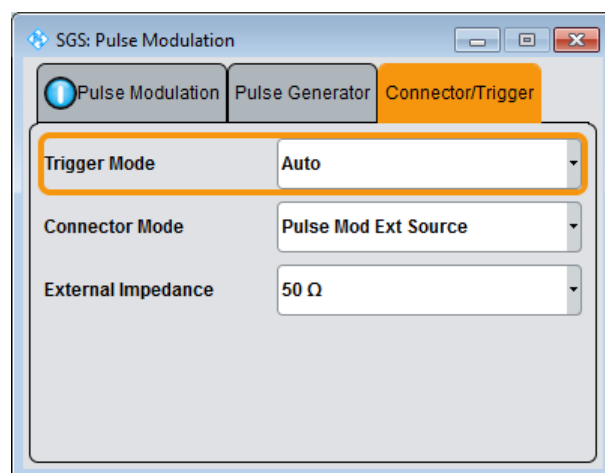 SGS: Pulse Modulation
Pulse Modulation Pulse Generator Connector/Trigger
Trigger Mode Auto
Connector Mode Pulse Mod Ext Source
External Impedance 50 Ω